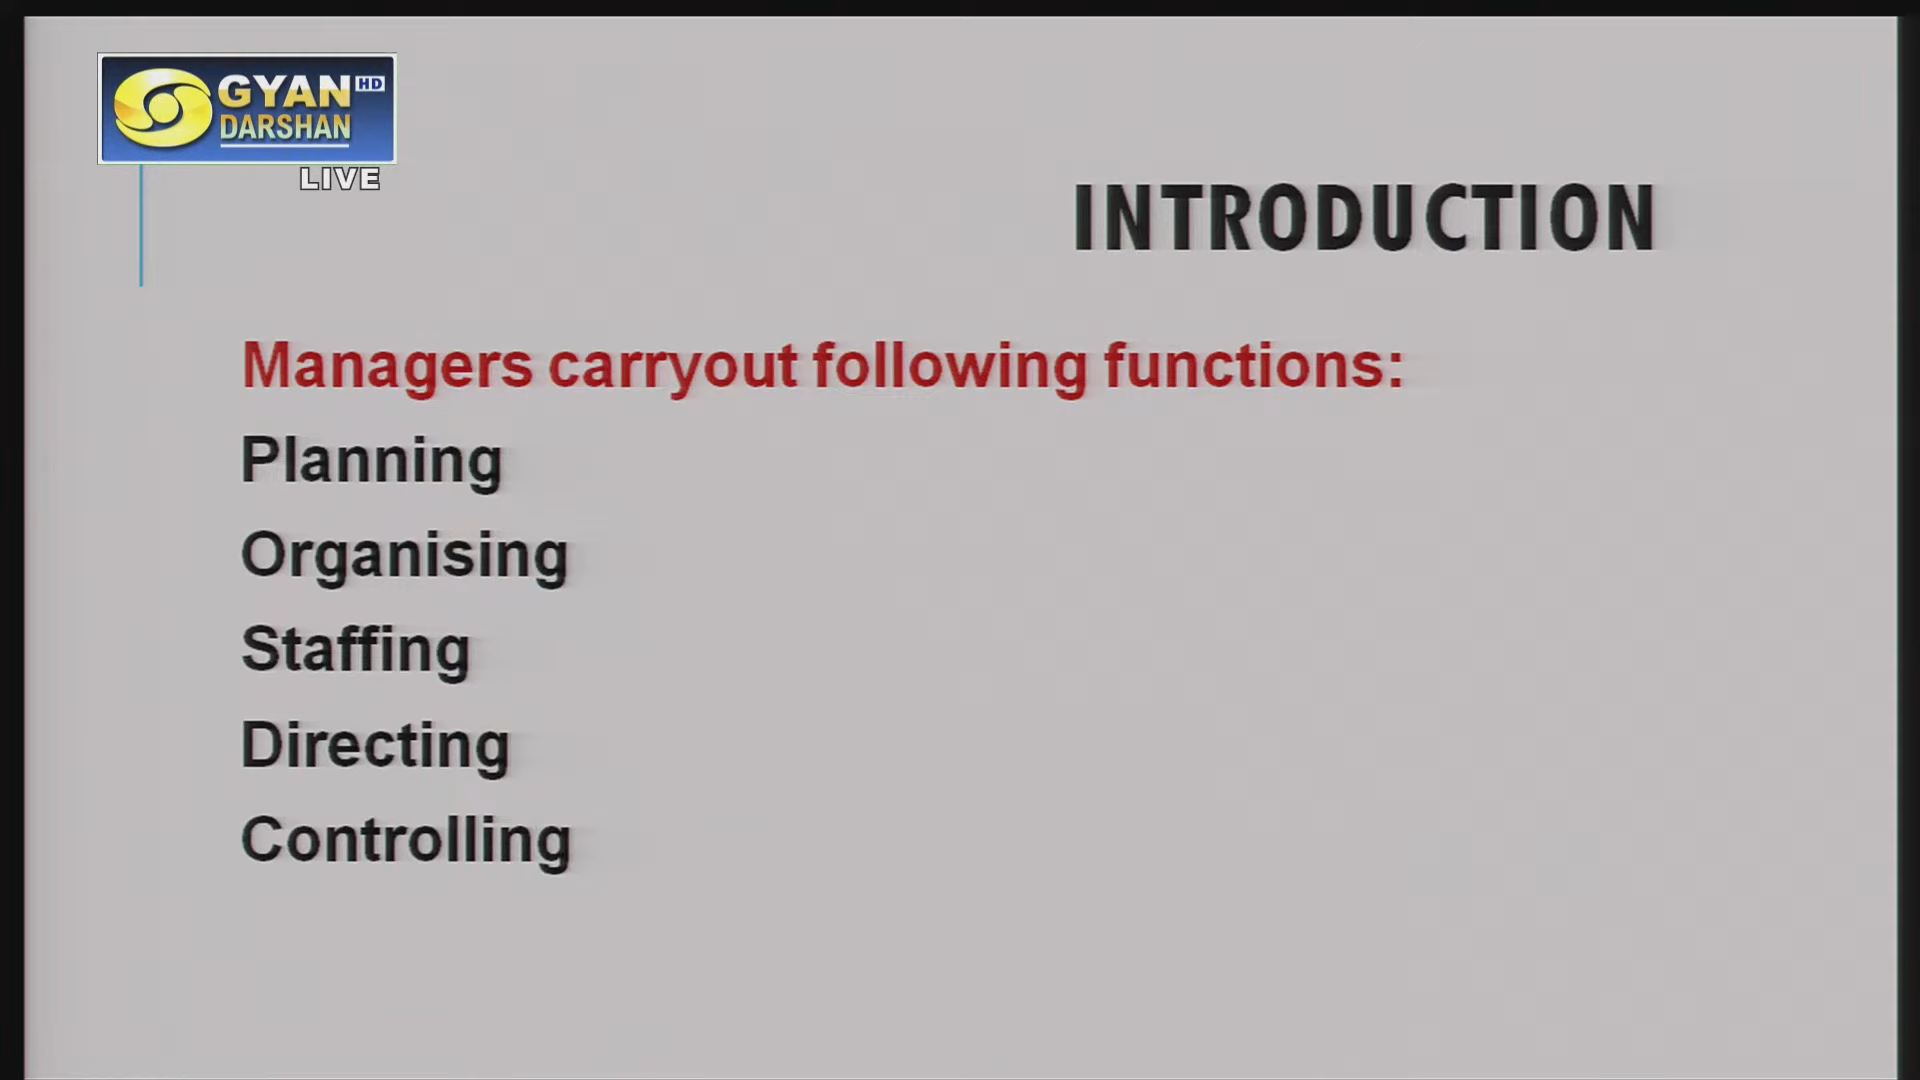 GYAN HD
DARSHAN
LIVE
INTRODUCTION
Managers carryout following functions:
Planning
Organising
Staffing
Directing
Controlling